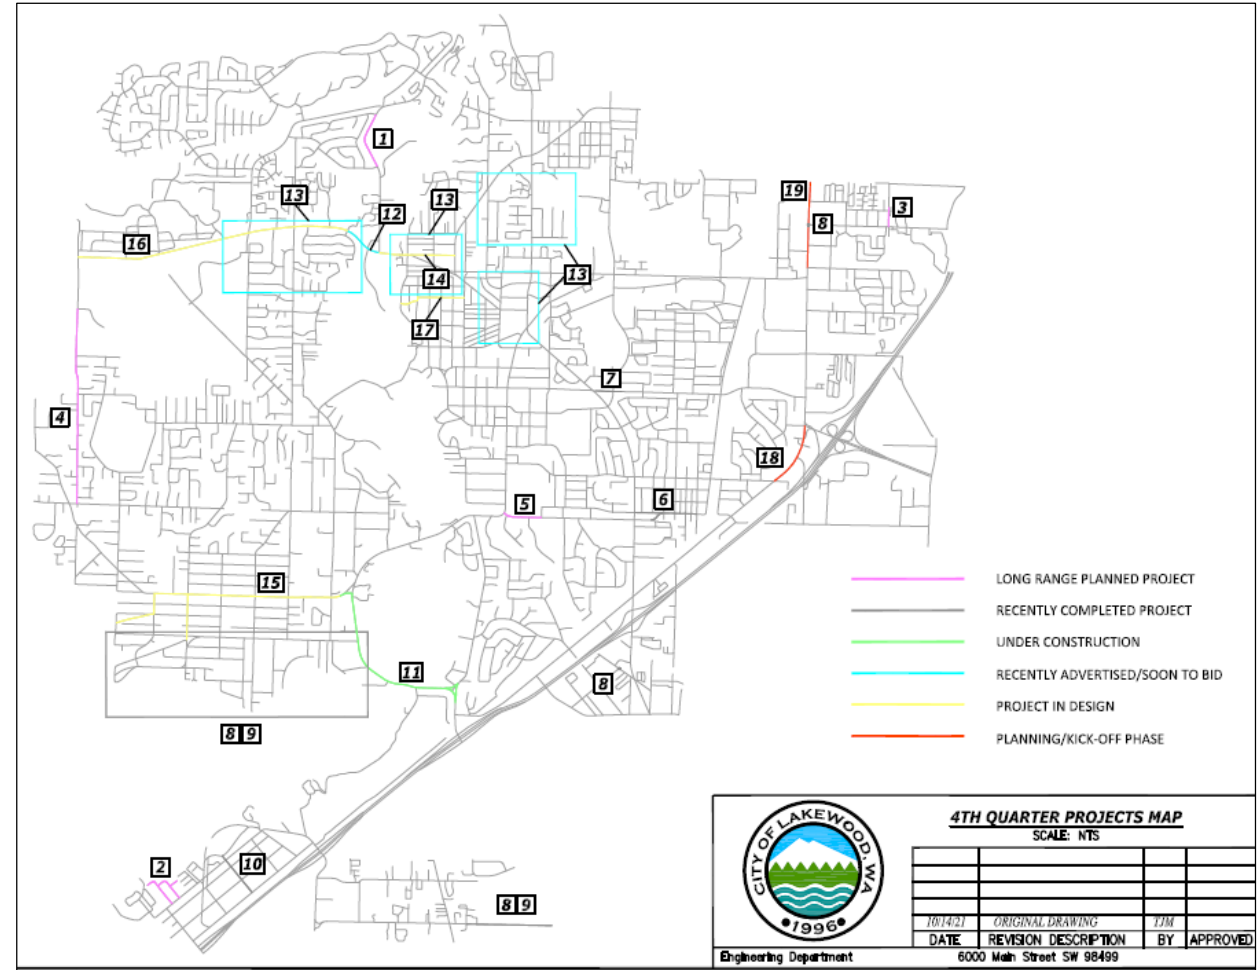 1
19
3
13
13
12
8
16
13
14
17
7
4
18
6
5
15
LONG RANGE PLANNED PROJECT
RECENTLY COMPLETED PROJECT
UNDER CONSTRUCTION
RECENTLY ADVERTISED/SOON TO BID
PROJECT IN DESIGN
PLANNING/KICK-OFF PHASE
11
8
8 9
2
10
8 9
CITY OF LAKEWOOD, WA
1996
4TH QUARTER PROJECTS MAP
SCALE: NTS
10/14/21 ORIGINAL DRAWING TJM
DATE REVISION DESCRIPTION BY APPROVED
Engineering Department 6000 Main Street SW 98499